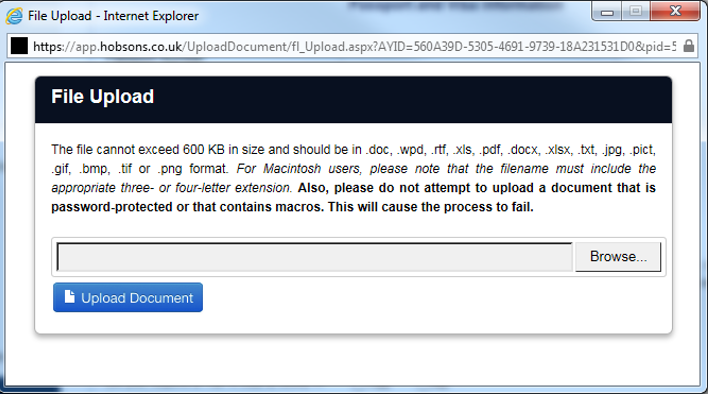 Passport and Visa Information
File Upload - Internet Explorer
https://app.hobsons.co.uk/UploadDocument/fl_Upload.aspx?AYID=560A39D-5305-4691-9739-18A231531D0&pid=5
File Upload
The file cannot exceed 600 KB in size and should be in .doc, .wpd, .rtf, .xls, .pdf, .docx, .xlsx, .txt, .jpg, .pict,
.gif, .bmp, .tif or .png format. For Macintosh users, please note that the filename must include the
appropriate three- or four-letter extension. Also, please do not attempt to upload a document that is
password-protected or that contains macros. This will cause the process to fail.
Browse...
Upload Document